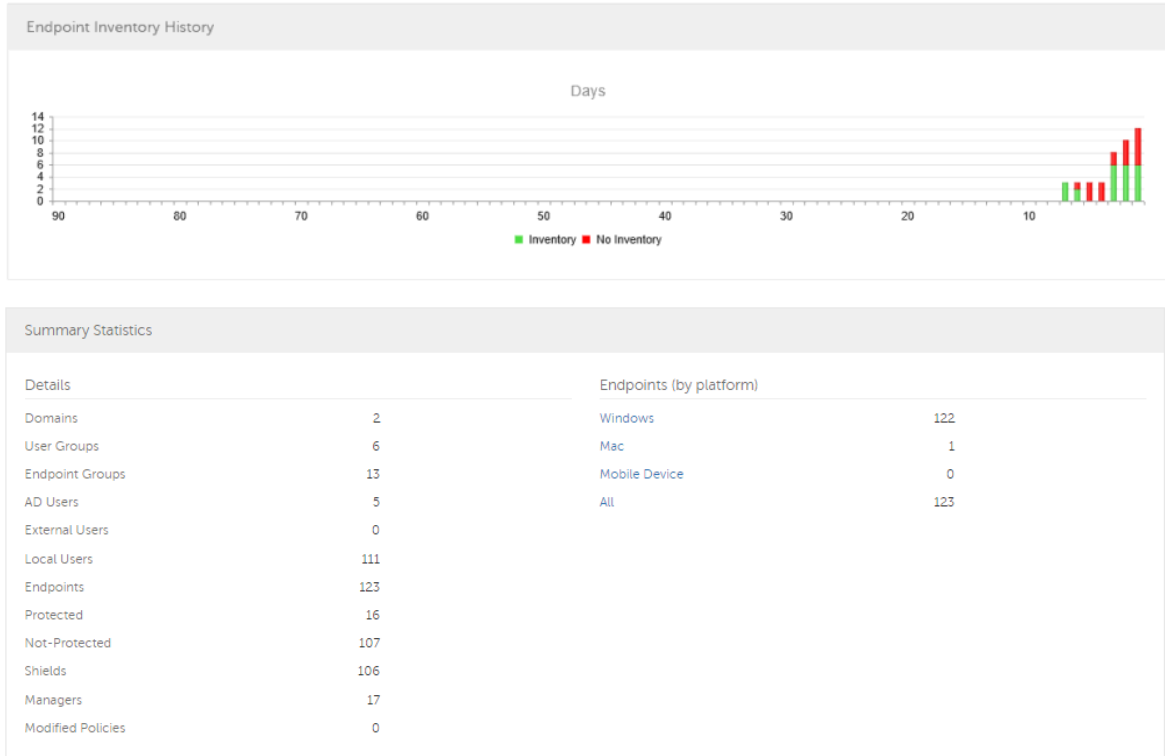 Endpoint Inventory History
Days
14
12
10
8
6
4
2
0
90 80 70 60 50 40 30 20 10
Inventory No Inventory
Summary Statistics
Details
Domains 2
User Groups 6
Endpoint Groups 13
AD Users 5
External Users 0
Local Users 111
Endpoints 123
Protected 16
Not-Protected 107
Shields 106
Managers 17
Modified Policies 0
Endpoints (by platform)
Windows 122
Mac 1
Mobile Device 0
All 123